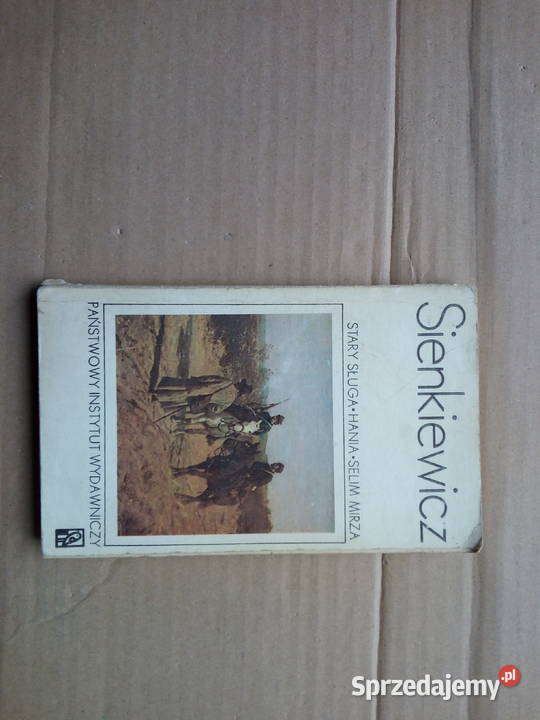 Sienkiewicz
STARY SŁUGA • HANIA • SELIM MIRZA
PAŃSTWOWY INSTYTUT WYDAWNICZY
Sprzedajemy.pl